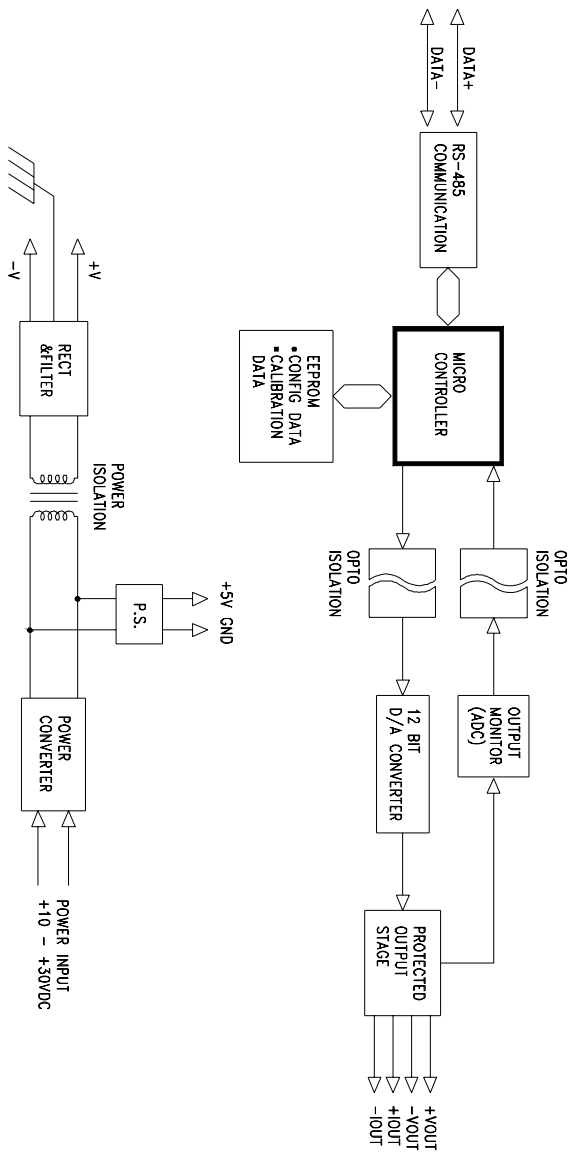 DATA+
DATA-
RS-485
COMMUNICATION
MICRO
CONTROLLER
EEPROM
• CONFIG DATA
▪ CALIBRATION
DATA
OPTO
ISOLATION
OPTO
ISOLATION
OUTPUT
MONITOR
(ADC)
12 BIT
D/A CONVERTER
PROTECTED
OUTPUT
STAGE
+VOUT
-VOUT
+IOUT
-IOUT
+V
-V
RECT
&FILTER
POWER
ISOLATION
+5V GND
P.S.
POWER
CONVERTER
POWER INPUT
+10 - +30VDC